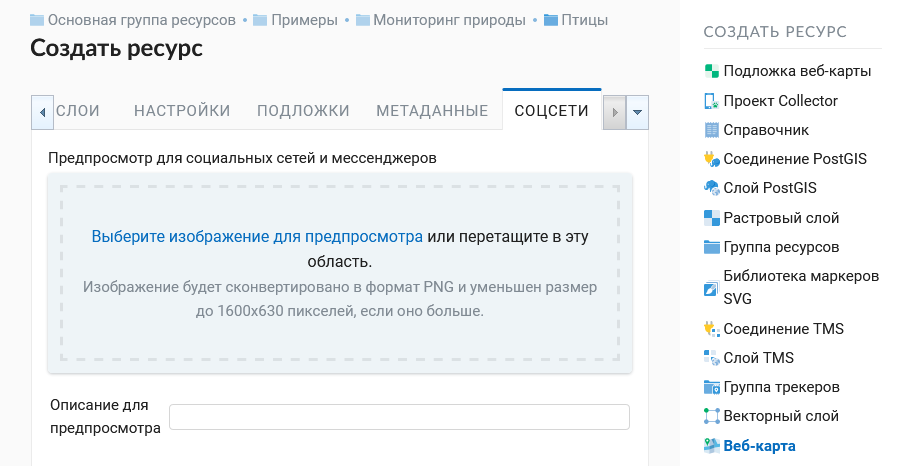 Основная группа ресурсов • Примеры • Мониторинг природы • Птицы
Создать ресурс
СЛОИ НАСТРОЙКИ ПОДЛОЖКИ МЕТАДАННЫЕ СОЦСЕТИ
Предпросмотр для социальных сетей и мессенджеров
Выберите изображение для предпросмотра или перетащите в эту
область.
Изображение будет сконвертировано в формат PNG и уменьшен размер
до 1600x630 пикселей, если оно больше.
Описание для
предпросмотра
СОЗДАТЬ РЕСУРС
Подложка веб-карты
Проект Collector
Справочник
Соединение PostGIS
Слой PostGIS
Растровый слой
Группа ресурсов
Библиотека маркеров
SVG
Соединение TMS
Слой TMS
Группа трекеров
Векторный слой
Веб-карта